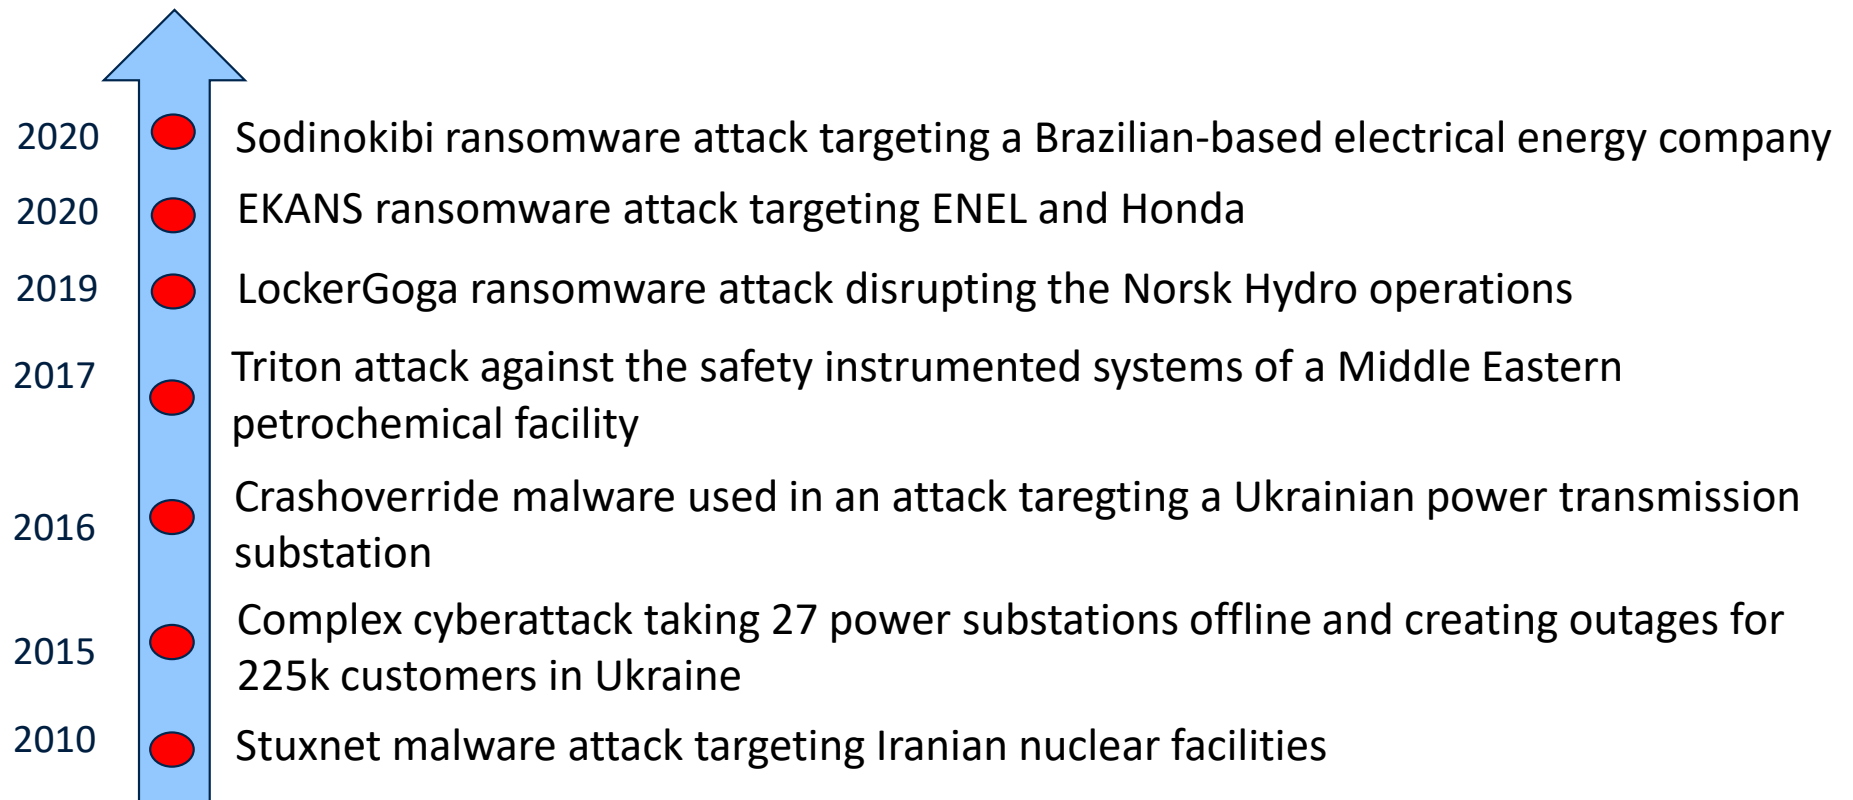 2020 Sodinokibi ransomware attack targeting a Brazilian-based electrical energy company
2020 EKANS ransomware attack targeting ENEL and Honda
2019 LockerGoga ransomware attack disrupting the Norsk Hydro operations
2017 Triton attack against the safety instrumented systems of a Middle Eastern
petrochemical facility
2016 Crashoverride malware used in an attack taregting a Ukrainian power transmission
substation
2015 Complex cyberattack taking 27 power substations offline and creating outages for
225k customers in Ukraine
2010 Stuxnet malware attack targeting Iranian nuclear facilities